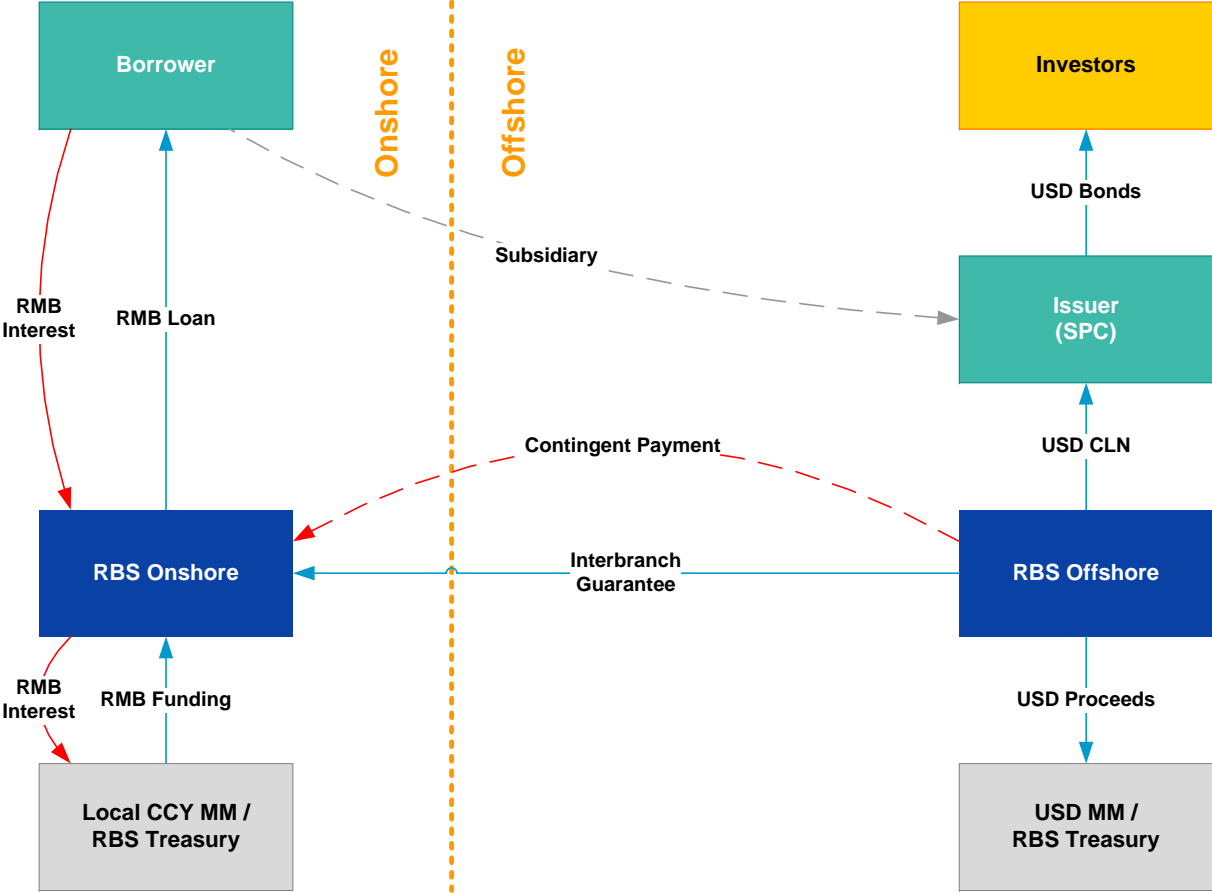 Borrower
Onshore
Offshore
Investors
USD Bonds
Subsidiary
Issuer
(SPC)
RMB
Interest
RMB Loan
Contingent Payment
USD CLN
RBS Onshore
Interbranch
Guarantee
RBS Offshore
RMB
Interest
RMB Funding
USD Proceeds
Local CCY MM /
RBS Treasury
USD MM /
RBS Treasury